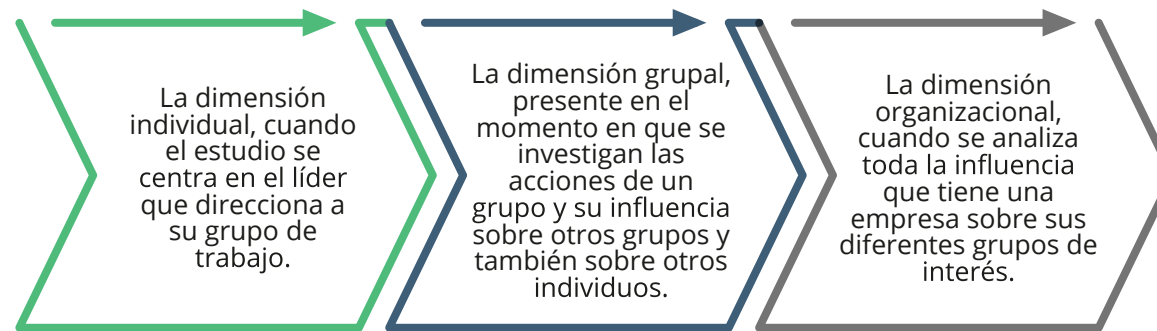 La dimensión
individual, cuando
el estudio se
centra en el líder
que direcciona a
su grupo de
trabajo.
La dimensión grupal,
presente en el
momento en que se
investigan las
acciones de un
grupo y su influencia
sobre otros grupos y
también sobre otros
individuos.
La dimensión
organizacional,
cuando se analiza
toda la influencia
que tiene una
empresa sobre sus
diferentes grupos de
interés.